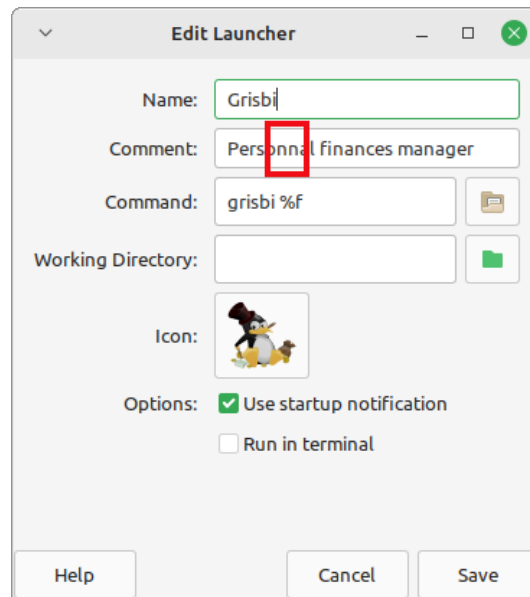 Edit Launcher
Name: Grisbi
Comment: Personnal finances manager
Command: grisbi %f
Working Directory:
Icon:
Options: Use startup notification
Run in terminal
Help Cancel Save